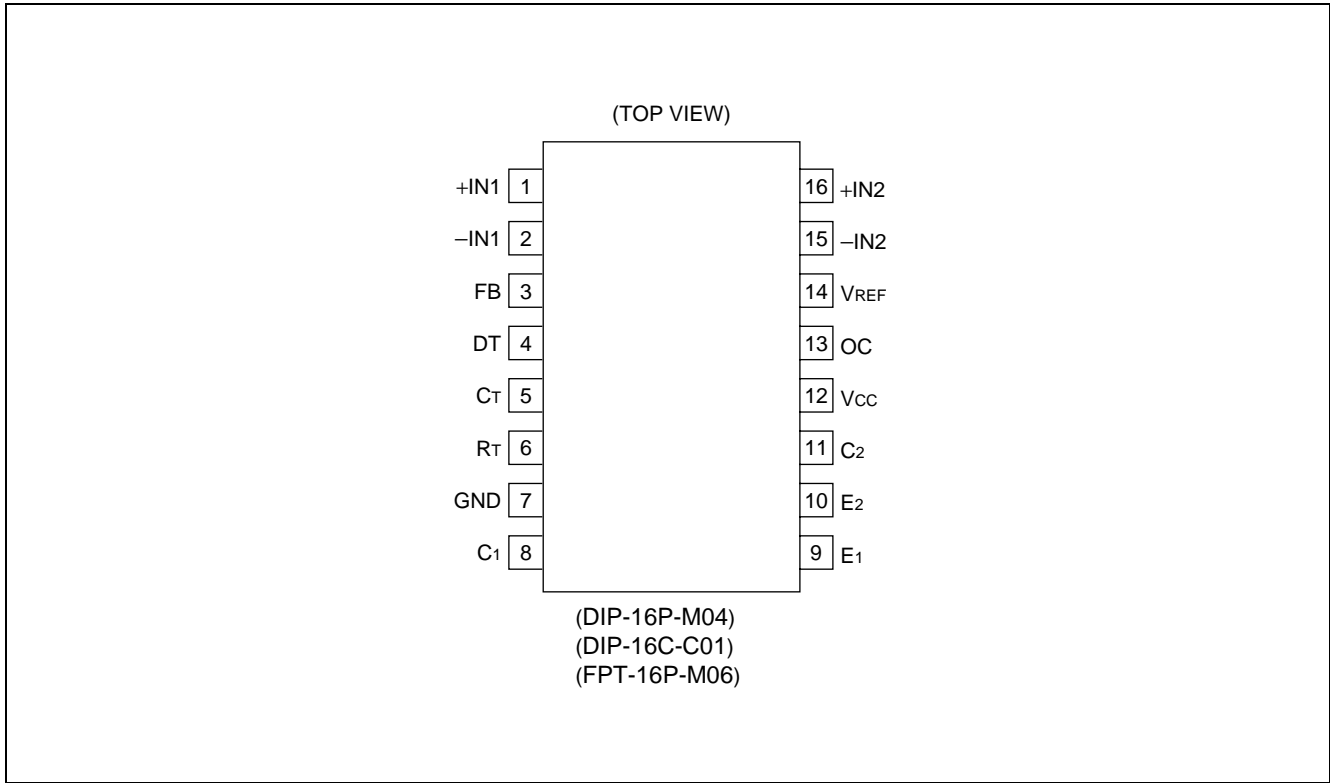 (TOP VIEW)
+IN1 1 16 +IN2
−IN1 2 15 −IN2
FB 3 14 VREF
DT 4 13 OC
CT 5 12 VCC
RT 6 11 C2
GND 7 10 E2
C1 8 9 E1
(DIP-16P-M04)
(DIP-16C-C01)
(FPT-16P-M06)